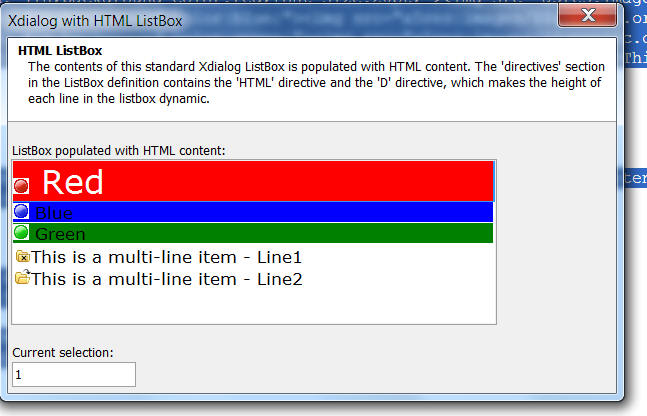 Xdialog with HTML ListBox
HTML ListBox
The contents of this standard Xdialog ListBox is populated with HTML content. The 'directives' section
in the ListBox definition contains the 'HTML' directive and the 'D' directive, which makes the height of
each line in the listbox dynamic.
ListBox populated with HTML content:
Red
Blue
Green
This is a multi-line item - Line1
This is a multi-line item - Line2
Current selection:
1